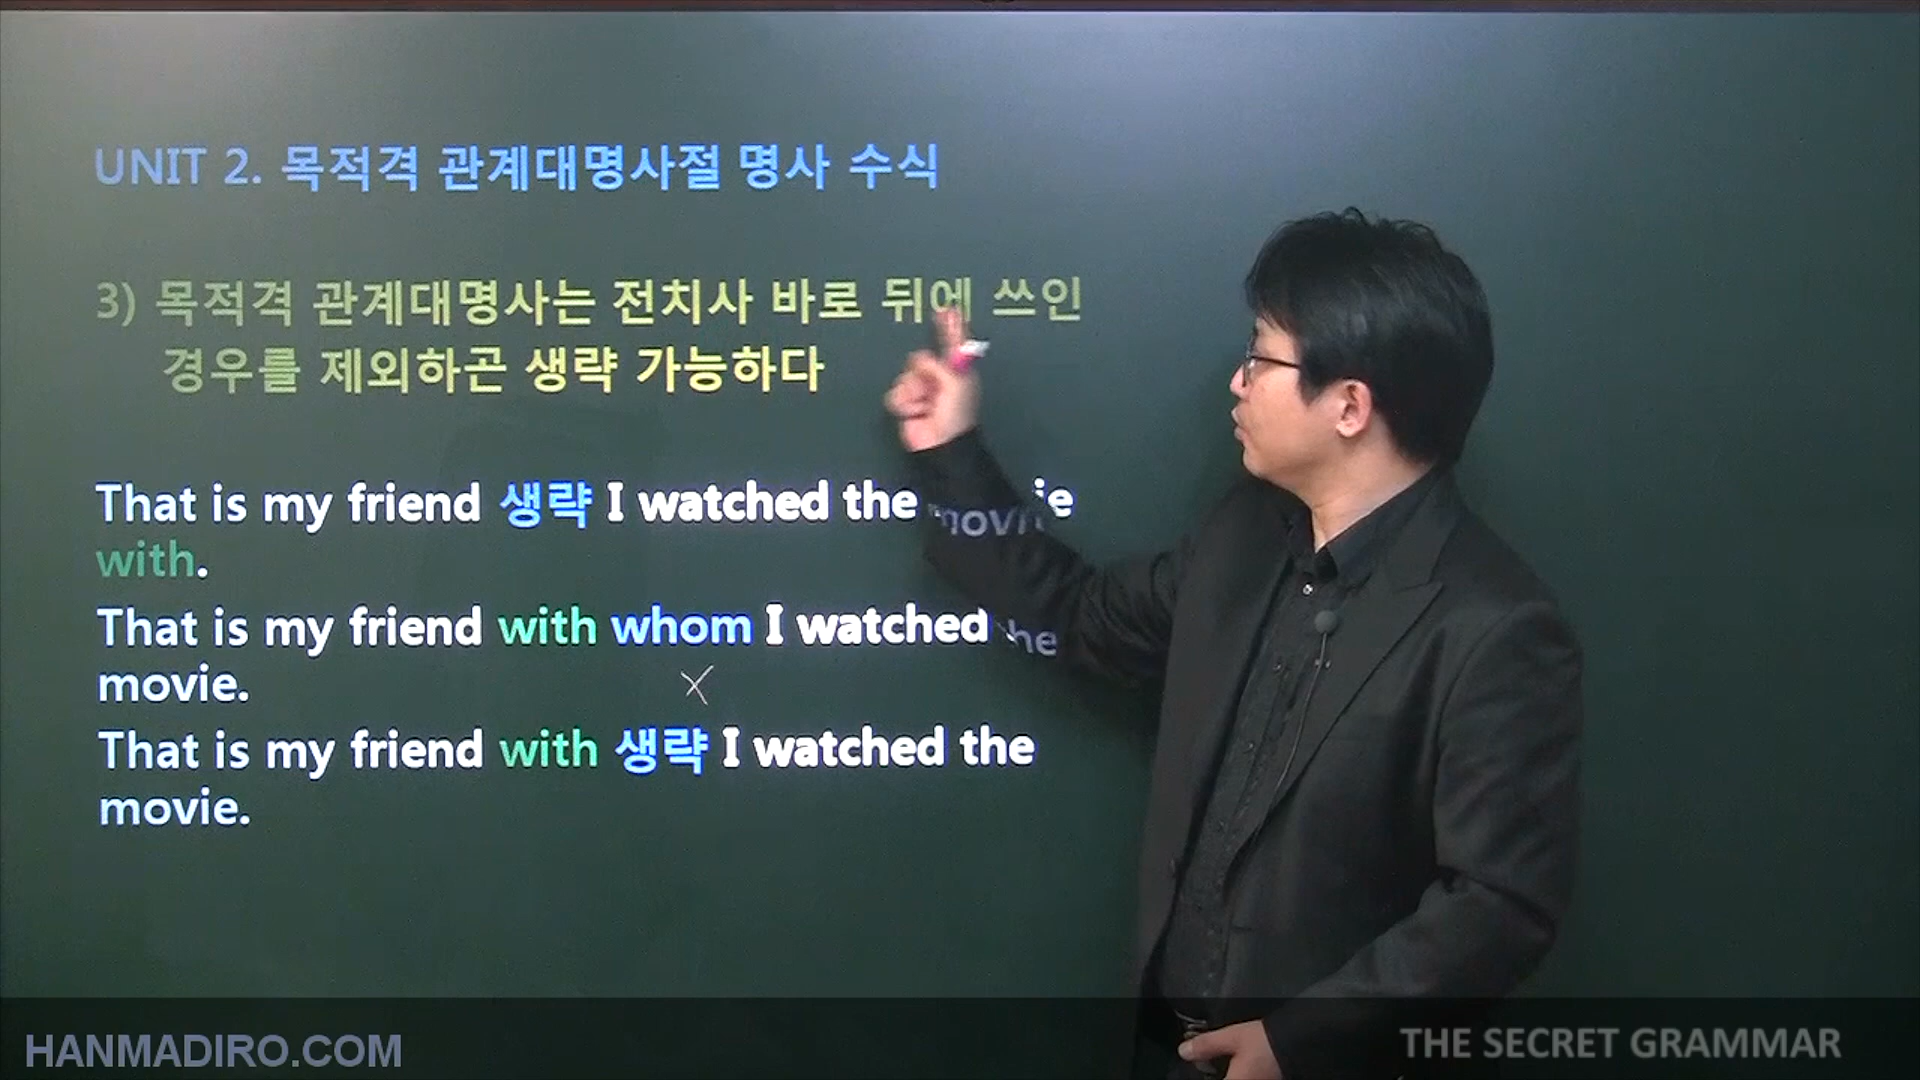 UNIT 2. 목적격 관계대명사절 명사 수식
3) 목적격 관계대명사는 전치사 바로 뒤에 쓰인
경우를 제외하곤 생략 가능하다
That is my friend 생략 I watched the movie
with.
That is my friend with whom I watched the
movie.
X
That is my friend with 생략 I watched the
movie.
HANMADIRO.COM
THE SECRET GRAMMAR